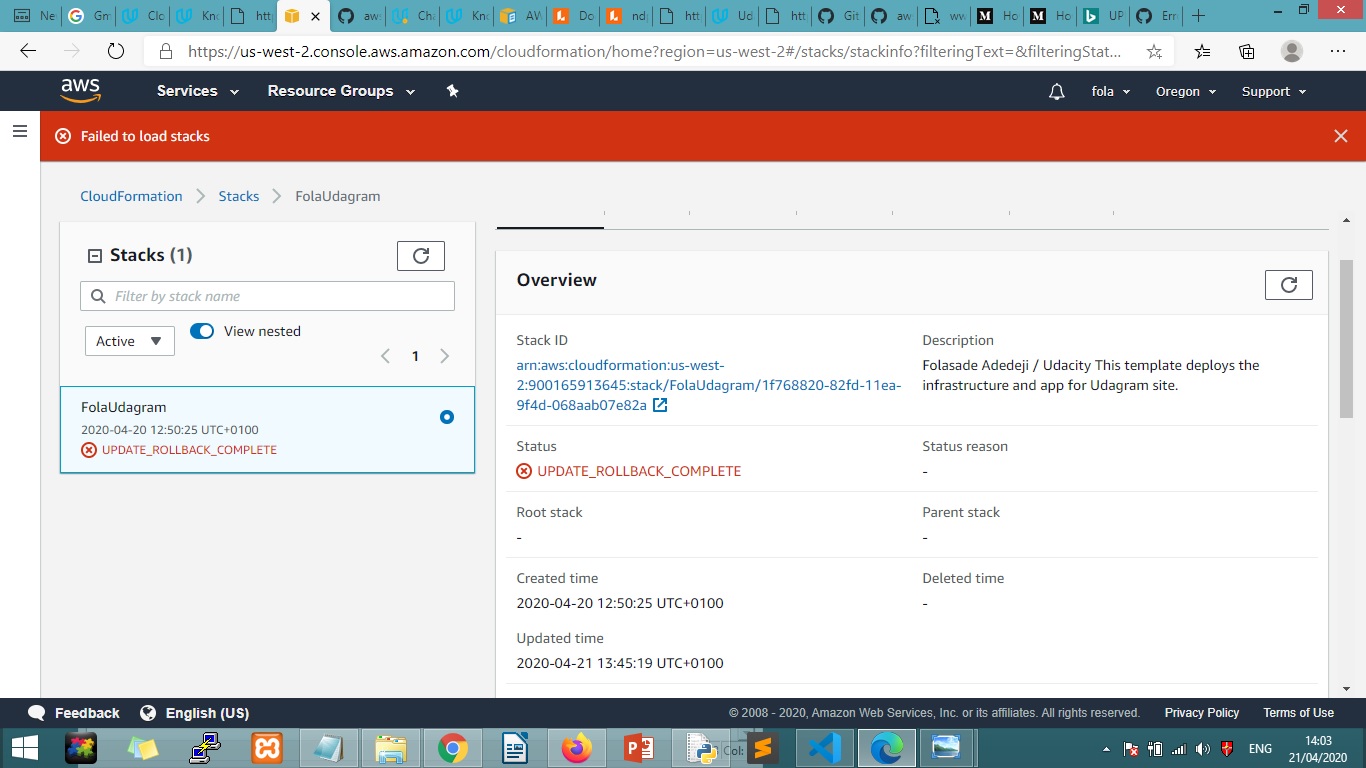 Ne
Gm
Clo
Kno
htt
aws
Cha
Kno
AW
Do
ndj
htt
Ud
htt
Git
aw
ww
Ho
Ho
UP
Err
https://us-west-2.console.aws.amazon.com/cloudformation/home?region=us-west-2#/stacks/stackinfo?filteringText=&filteringStat...
aws
Services
Resource Groups
fola
Oregon
Support
Failed to load stacks
CloudFormation
Stacks
FolaUdagram
Stacks (1)
Filter by stack name
Active
View nested
1
FolaUdagram
2020-04-20 12:50:25 UTC+0100
UPDATE_ROLLBACK_COMPLETE
Overview
Stack ID
arn:aws:cloudformation:us-west-
2:900165913645:stack/FolaUdagram/1f768820-82fd-11ea-
9f4d-068aab07e82a
Description
Folasade Adedeji / Udacity This template deploys the
infrastructure and app for Udagram site.
Status
UPDATE_ROLLBACK_COMPLETE
Status reason
-
Root stack
-
Parent stack
-
Created time
2020-04-20 12:50:25 UTC+0100
Deleted time
-
Updated time
2020-04-21 13:45:19 UTC+0100
Feedback
English (US)
© 2008 - 2020, Amazon Web Services, Inc. or its affiliates. All rights reserved.
Privacy Policy
Terms of Use
ENG
14:03
21/04/2020